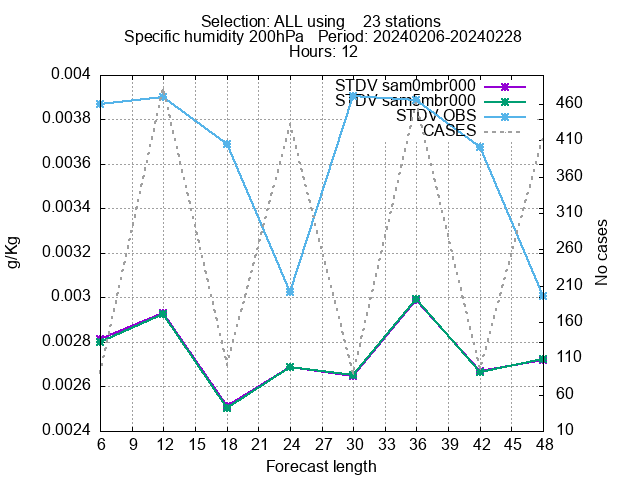 Selection: ALL using 23 stations
Specific humidity 200hPa Period: 20240206-20240228
Hours: 12
STDV sam0mbr000
STDV OBS
CASES
0.004
0.0038
0.0036
0.0034
0.0032
0.003
0.0028
0.0026
0.0024
g/Kg
460
410
360
310
260
210
160
110
60
10
No cases
6 9 12 15 18 21 24 27 30 33 36 39 42 45 48
Forecast length